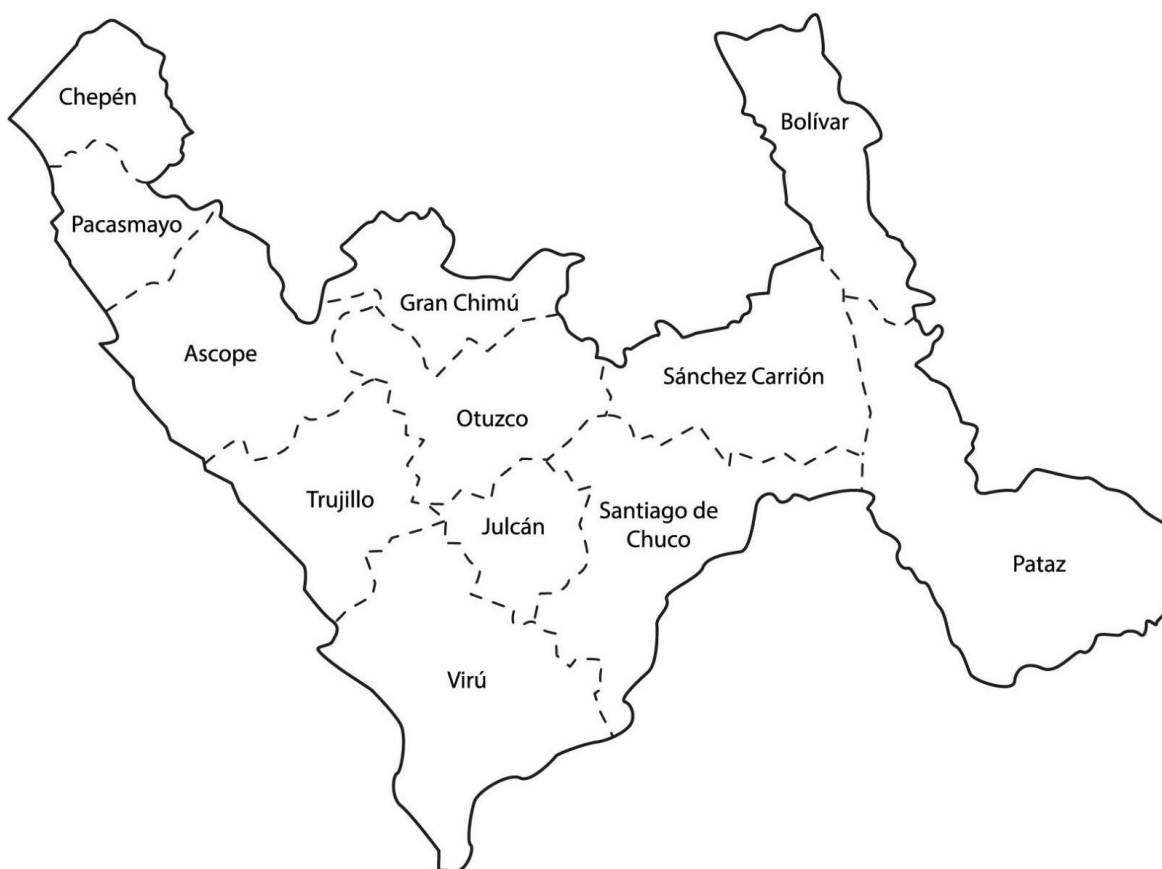 Chepén
Bolívar
Pacasmayo
Gran Chimú
Ascope
Sánchez Carrión
Otuzco
Trujillo
Julcán
Santiago de
Chuco
Pataz
Virú